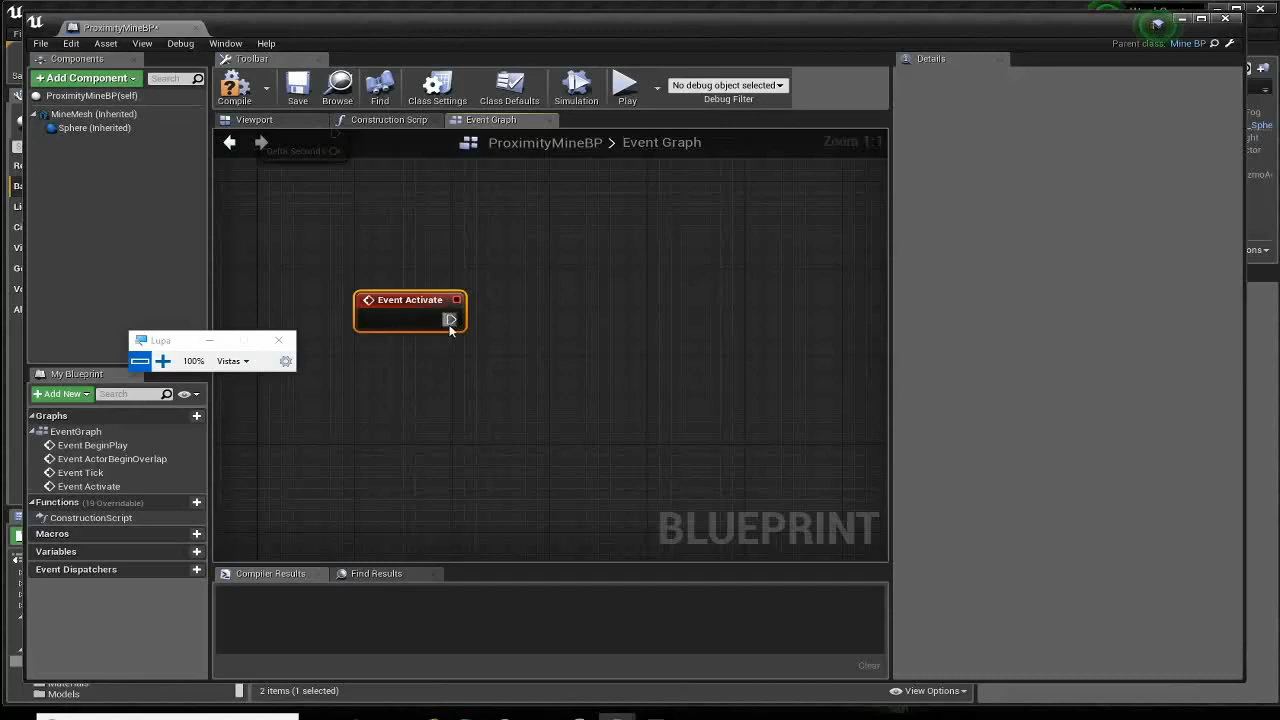 ProximityMineBP*
File Edit Asset View Debug Window Help
Parent class: Mine BP
Components
Toolbar
Details
+ Add Component
Search
ProximityMineBP(self)
MineMesh (Inherited)
Sphere (Inherited)
Compile
Save
Browse
Find
Class Settings
Class Defaults
Simulation
Play
No debug object selected
Debug Filter
Viewport
Construction Scrip
Event Graph
Delta Seconds
ProximityMineBP > Event Graph
Zoom 1:1
Event Activate
Lupa
100%
Vistas
My Blueprint
+ Add New
Search
Graphs
EventGraph
Event BeginPlay
Event ActorBeginOverlap
Event Tick
Event Activate
Functions (19 Overridable)
ConstructionScript
Macros
Variables
Event Dispatchers
BLUEPRINT
Compiler Results
Find Results
Clear
Models
2 items (1 selected)
View Options